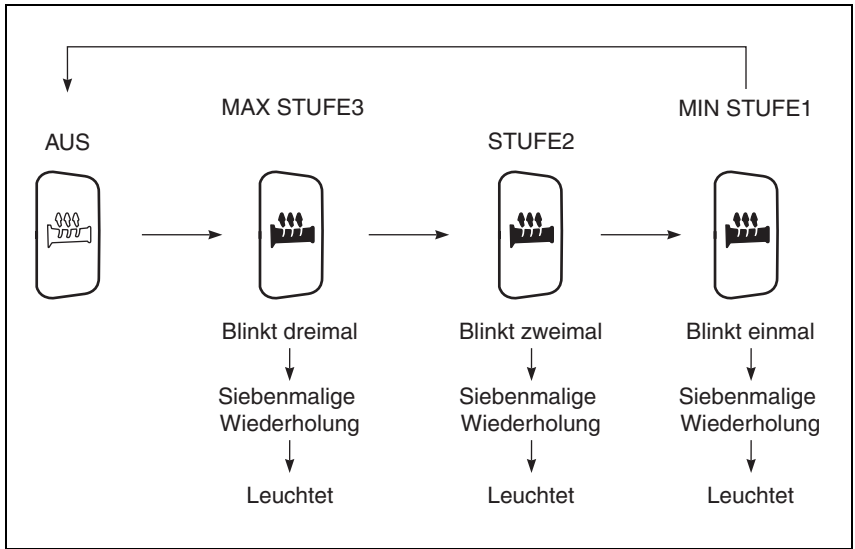 MAX STUFE3
MIN STUFE1
AUS
STUFE2
Blinkt dreimal
Blinkt zweimal
Blinkt einmal
Siebenmalige
Wiederholung
Siebenmalige
Wiederholung
Siebenmalige
Wiederholung
Leuchtet
Leuchtet
Leuchtet